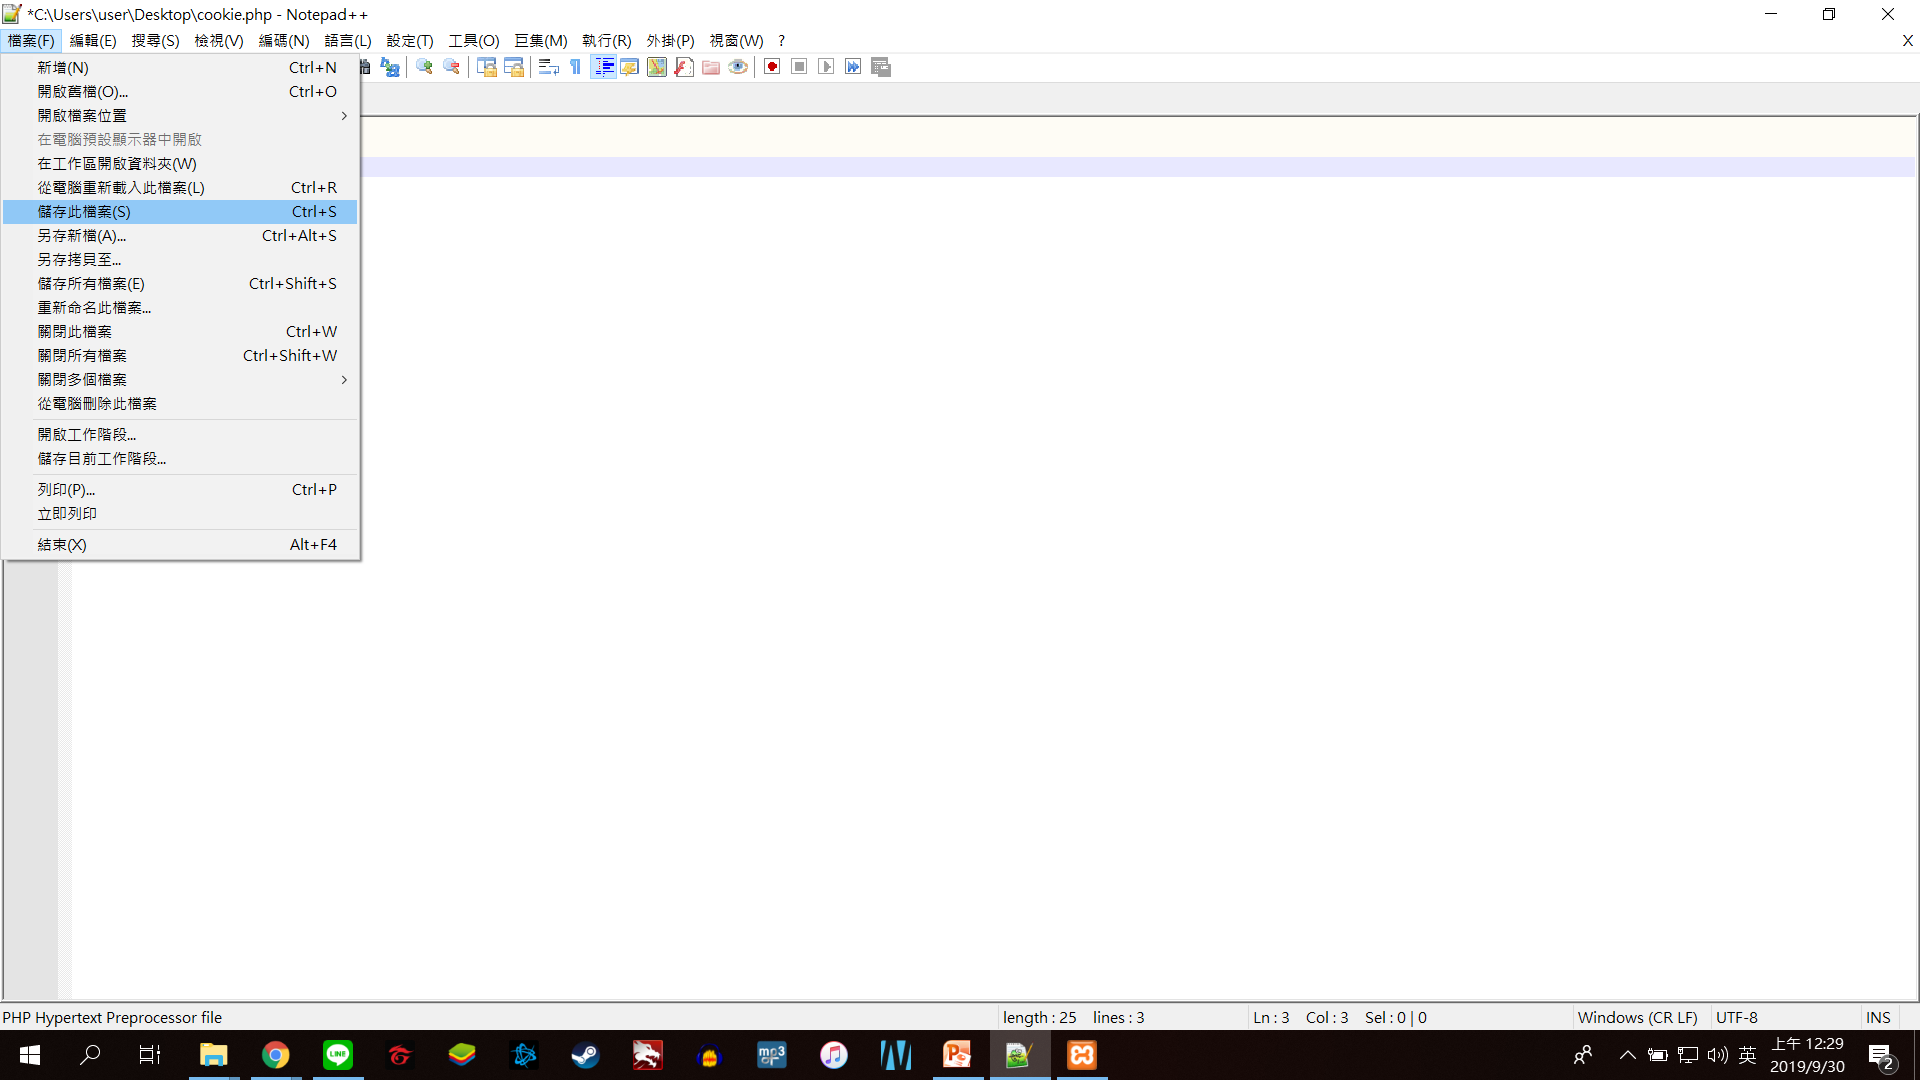 *C:\Users\user\Desktop\cookie.php - Notepad++
檔案(F) 編輯(E) 搜尋(S) 檢視(V) 編碼(N) 語言(L) 設定(T) 工具(O) 巨集(M) 執行(R) 外掛(P) 視窗(W) ? X
新增(N) Ctrl+N
開啟舊檔(O)... Ctrl+O
開啟檔案位置
在電腦預設顯示器中開啟
在工作區開啟資料夾(W)
從電腦重新載入此檔案(L) Ctrl+R
儲存此檔案(S) Ctrl+S
另存新檔(A)... Ctrl+Alt+S
另存拷貝至...
儲存所有檔案(E) Ctrl+Shift+S
重新命名此檔案...
關閉此檔案 Ctrl+W
關閉所有檔案 Ctrl+Shift+W
關閉多個檔案
從電腦刪除此檔案
開啟工作階段...
儲存目前工作階段...
列印(P)... Ctrl+P
立即列印
結束(X) Alt+F4
PHP Hypertext Preprocessor file length : 25 lines : 3 Ln : 3 Col : 3 Sel : 0 | 0 Windows (CR LF) UTF-8 INS
LINE mp3 英 上午 12:29
2019/9/30 2